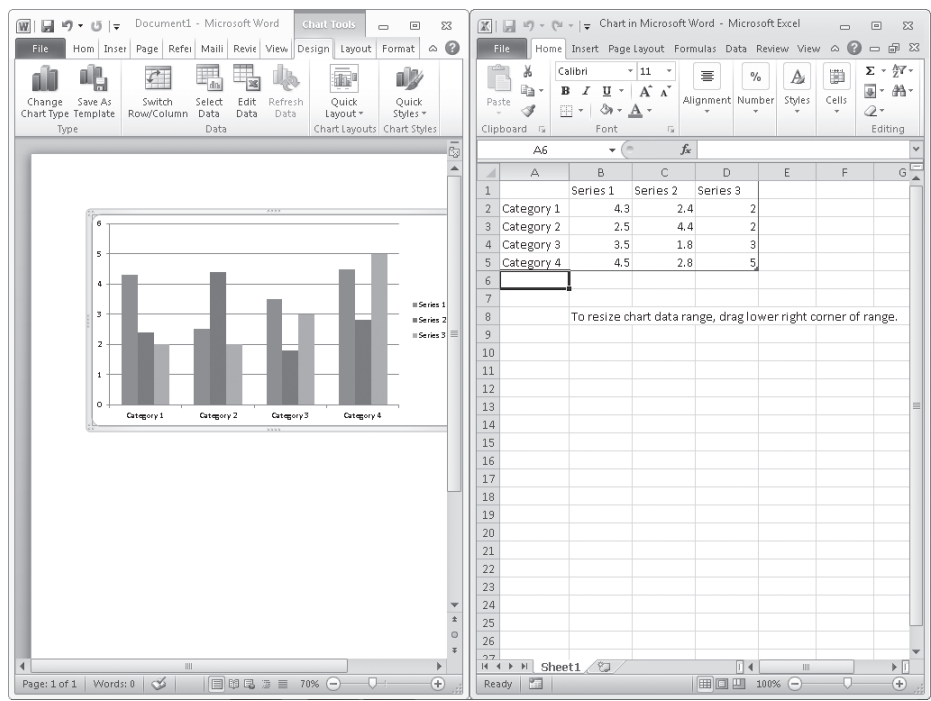 Document1 - Microsoft Word
Chart Tools
File Hom Inser Page Refer Maili Revie View Design Layout Format
Change Chart Type
Save As Template
Switch Row/Column
Select Data
Edit Data
Refresh Data
Quick Layout
Quick Styles
Type Data Chart Layouts Chart Styles
6
5
4
3
2
1
0
Category 1 Category 2 Category 3 Category 4
Series 1
Series 2
Series 3
Page: 1 of 1 Words: 0 70%
Chart in Microsoft Word - Microsoft Excel
File Home Insert Page Layout Formulas Data Review View
Paste
Calibri 11
B I U A A
A
Alignment Number Styles Cells
%
Σ
Clipboard Font Editing
A6 fx
A B C D E F G
1 Series 1 Series 2 Series 3
2 Category 1 4.3 2.4 2
3 Category 2 2.5 4.4 2
4 Category 3 3.5 1.8 3
5 Category 4 4.5 2.8 5
6
7
8 To resize chart data range, drag lower right corner of range.
9
10
11
12
13
14
15
16
17
18
19
20
21
22
23
24
25
26
27
Sheet1
Ready 100%